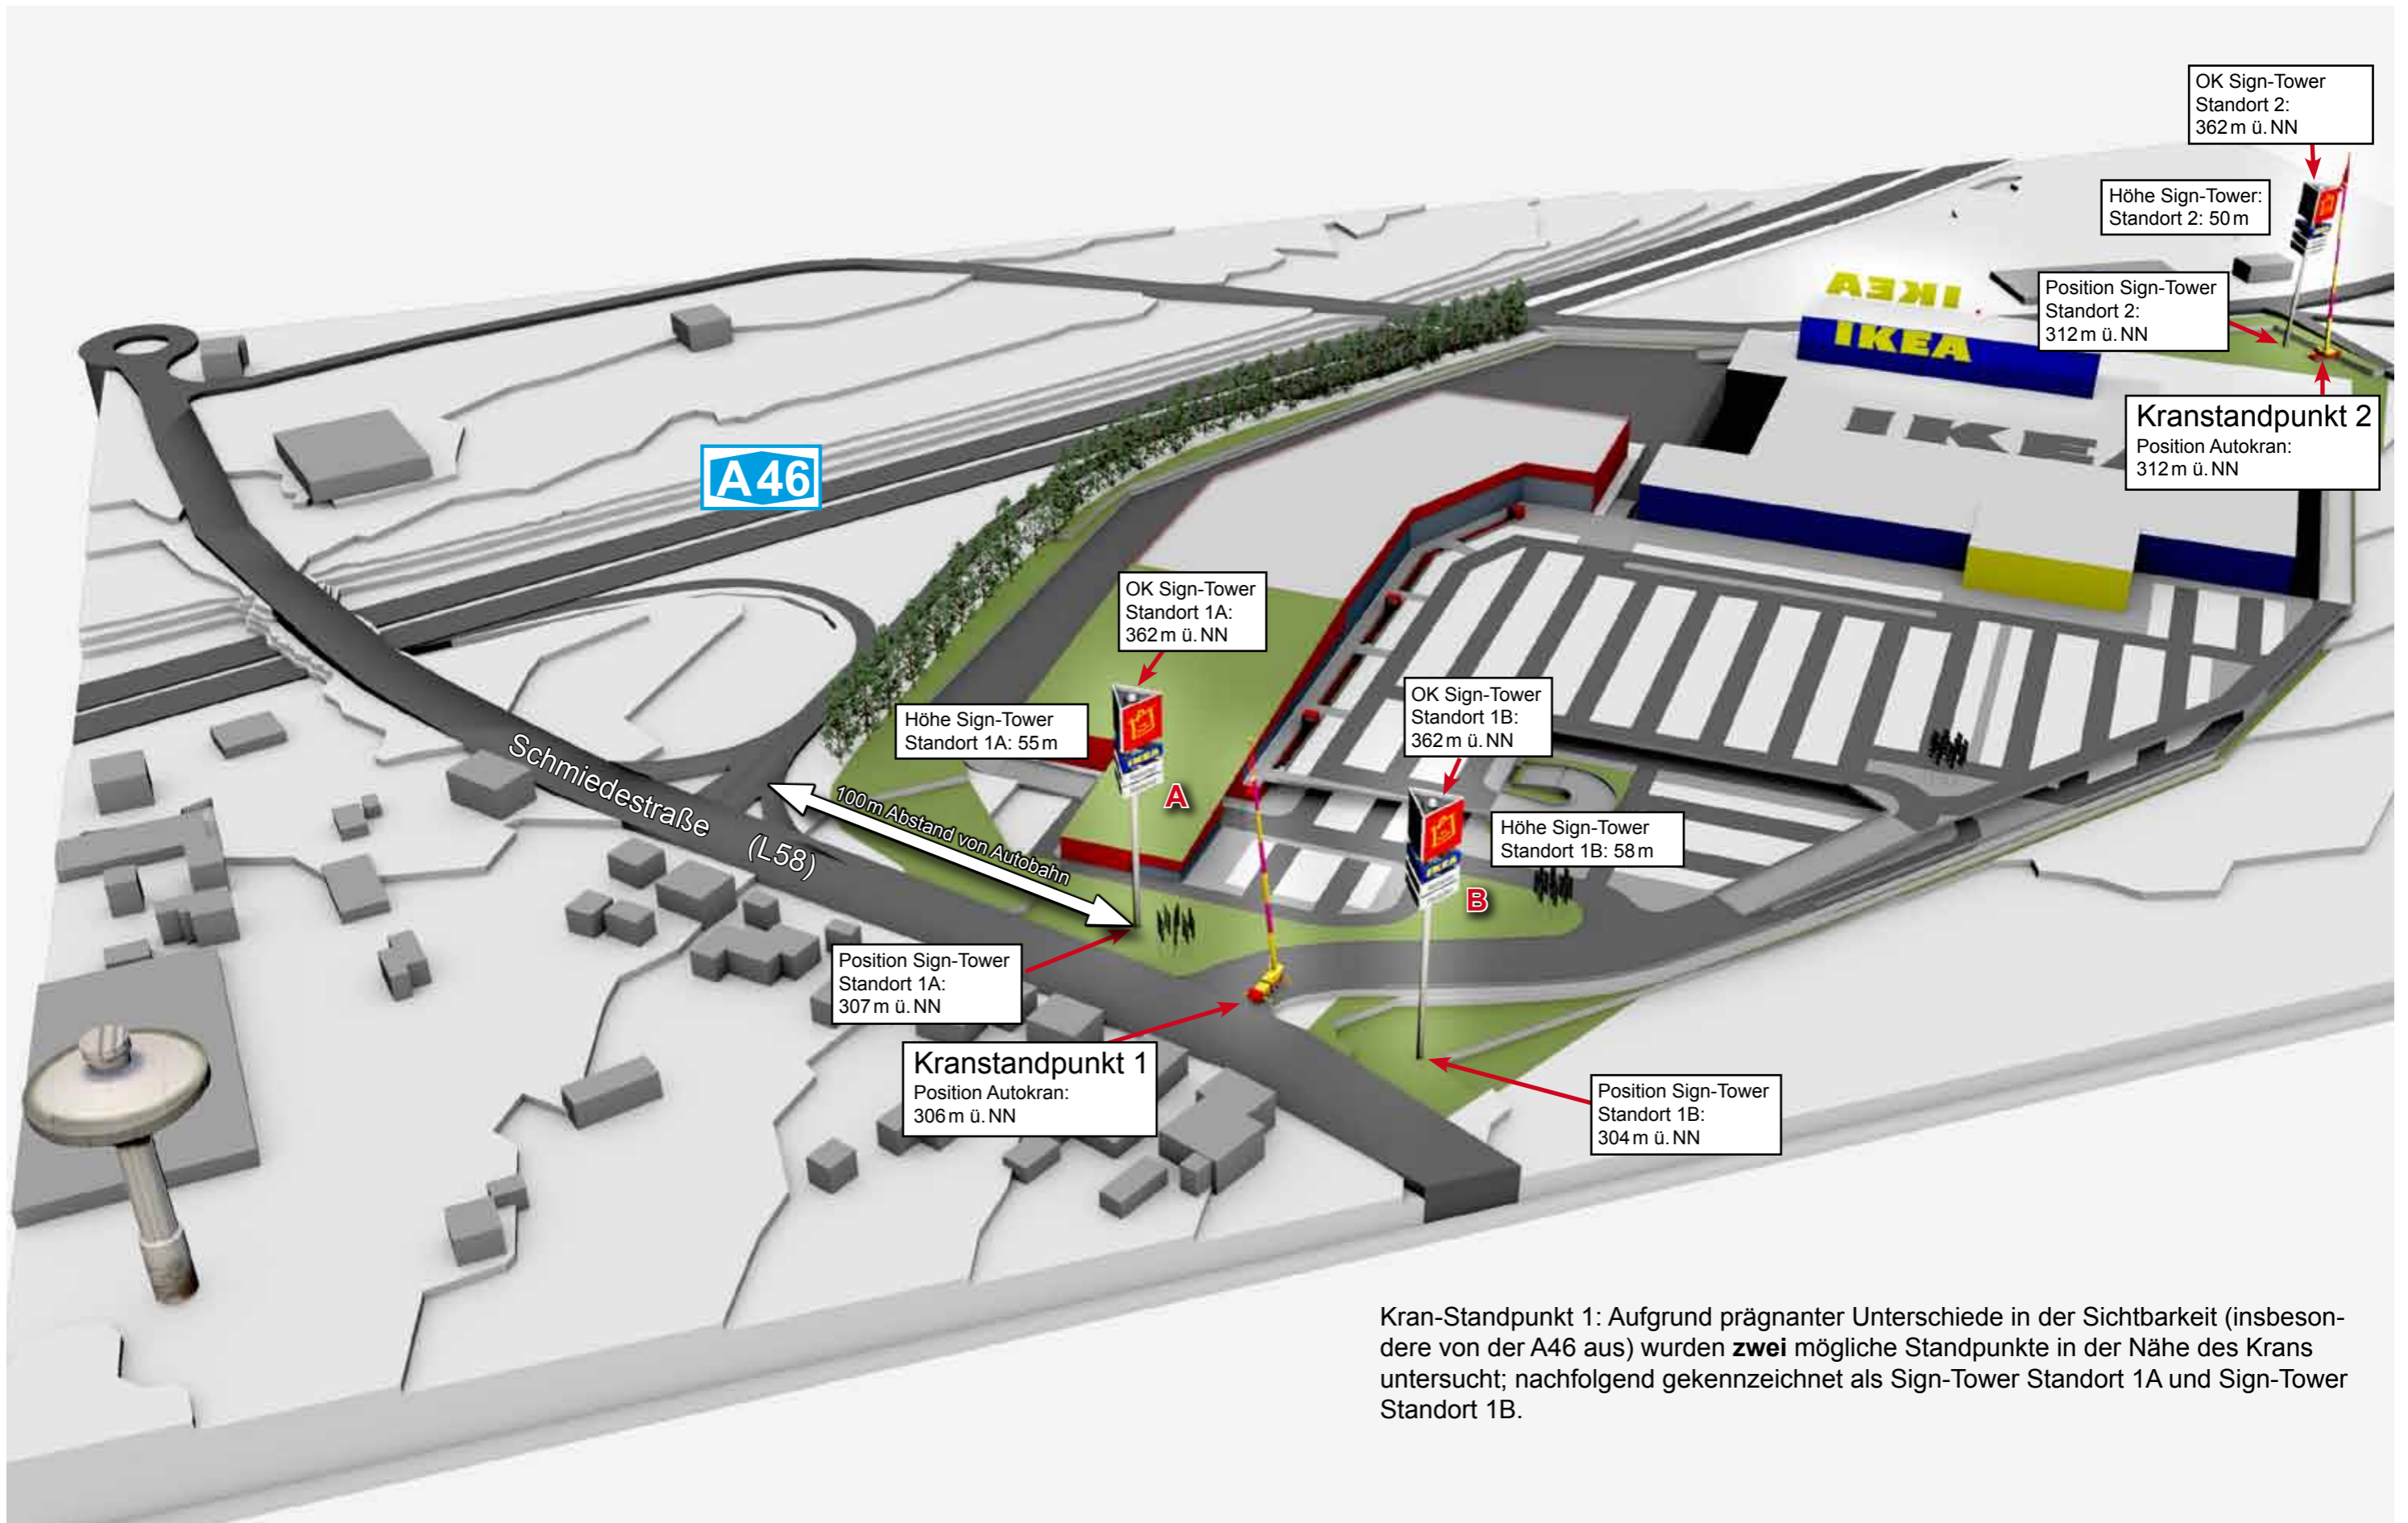 OK Sign-Tower
Standort 2:
362 m ü. NN
Höhe Sign-Tower:
Standort 2: 50 m
Position Sign-Tower
Standort 2:
312 m ü. NN
Kranstandpunkt 2
Position Autokran:
312 m ü. NN
IKEA
IKEA
IKEA
A46
OK Sign-Tower
Standort 1A:
362 m ü. NN
Höhe Sign-Tower
Standort 1A: 55 m
IKEA
A
OK Sign-Tower
Standort 1B:
362 m ü. NN
Höhe Sign-Tower
Standort 1B: 58 m
IKEA
B
Schmiedestraße (L58)
100 m Abstand von Autobahn
Position Sign-Tower
Standort 1A:
307 m ü. NN
Kranstandpunkt 1
Position Autokran:
306 m ü. NN
Position Sign-Tower
Standort 1B:
304 m ü. NN
Kran-Standpunkt 1: Aufgrund prägnanter Unterschiede in der Sichtbarkeit (insbeson-
dere von der A46 aus) wurden zwei mögliche Standpunkte in der Nähe des Krans
untersucht; nachfolgend gekennzeichnet als Sign-Tower Standort 1A und Sign-Tower
Standort 1B.